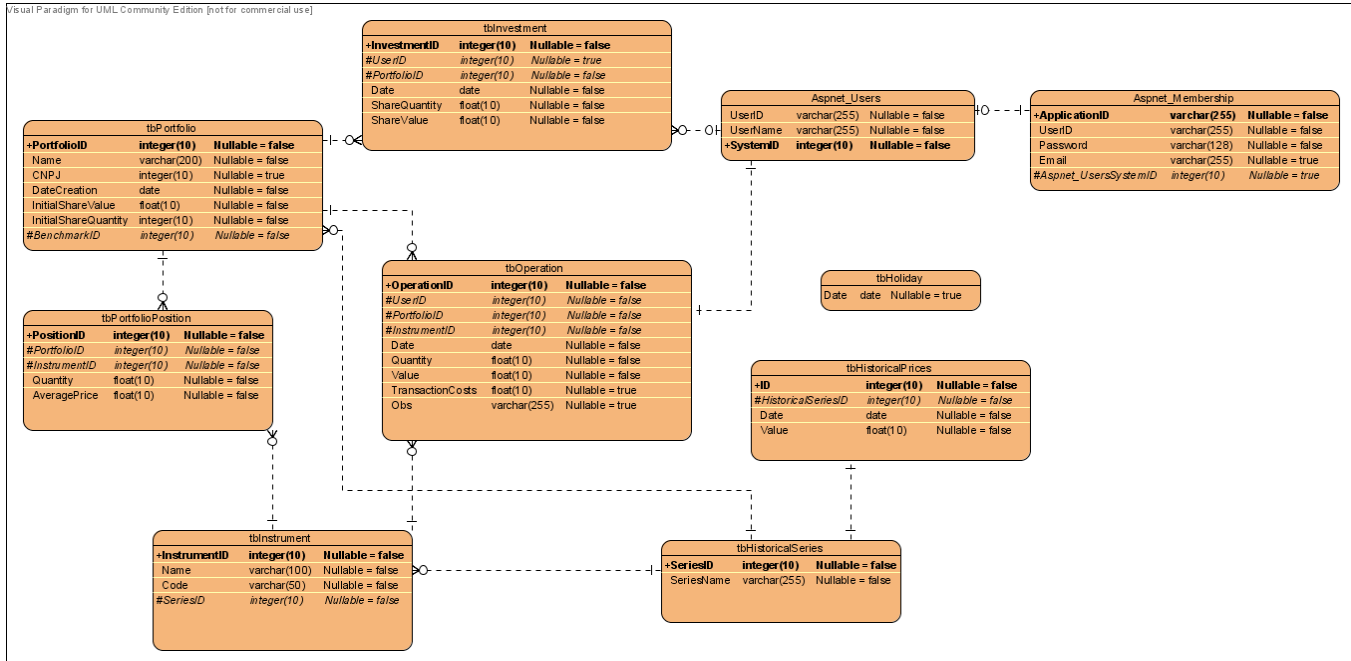 Visual Paradigm for UML Community Edition [not for commercial use]
tbInvestment
+InvestmentID integer(10) Nullable = false
#UserID integer(10) Nullable = true
#PortfolioID integer(10) Nullable = false
Date date Nullable = false
ShareQuantity float(10) Nullable = false
ShareValue float(10) Nullable = false
Aspnet_Users
UserID varchar(255) Nullable = false
UserName varchar(255) Nullable = false
+SystemID integer(10) Nullable = false
Aspnet_Membership
+ApplicationID varchar(255) Nullable = false
UserID varchar(255) Nullable = false
Password varchar(128) Nullable = false
Email varchar(255) Nullable = true
#Aspnet_UsersSystemID integer(10) Nullable = true
tbPortfolio
+PortfolioID integer(10) Nullable = false
Name varchar(200) Nullable = false
CNPJ integer(10) Nullable = true
DateCreation date Nullable = false
InitialShareValue float(10) Nullable = false
InitialShareQuantity integer(10) Nullable = false
#BenchmarkID integer(10) Nullable = false
tbOperation
+OperationID integer(10) Nullable = false
#UserID integer(10) Nullable = false
#PortfolioID integer(10) Nullable = false
#InstrumentID integer(10) Nullable = false
Date date Nullable = false
Quantity float(10) Nullable = false
Value float(10) Nullable = false
TransactionCosts float(10) Nullable = true
Obs varchar(255) Nullable = true
tbHoliday
Date date Nullable = true
tbPortfolioPosition
+PositionID integer(10) Nullable = false
#PortfolioID integer(10) Nullable = false
#InstrumentID integer(10) Nullable = false
Quantity float(10) Nullable = false
AveragePrice float(10) Nullable = false
tbHistoricalPrices
+ID integer(10) Nullable = false
#HistoricalSeriesID integer(10) Nullable = false
Date date Nullable = false
Value float(10) Nullable = false
tbInstrument
+InstrumentID integer(10) Nullable = false
Name varchar(100) Nullable = false
Code varchar(50) Nullable = false
#SeriesID integer(10) Nullable = false
tbHistoricalSeries
+SeriesID integer(10) Nullable = false
SeriesName varchar(255) Nullable = false